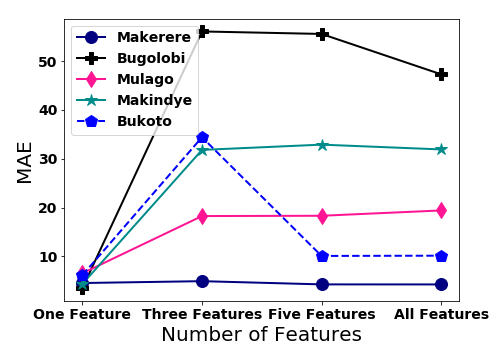 Makerere
Bugolobi
Mulago
Makindye
Bukoto
MAE
50
40
30
20
10
One Feature Three Features Five Features All Features
Number of Features